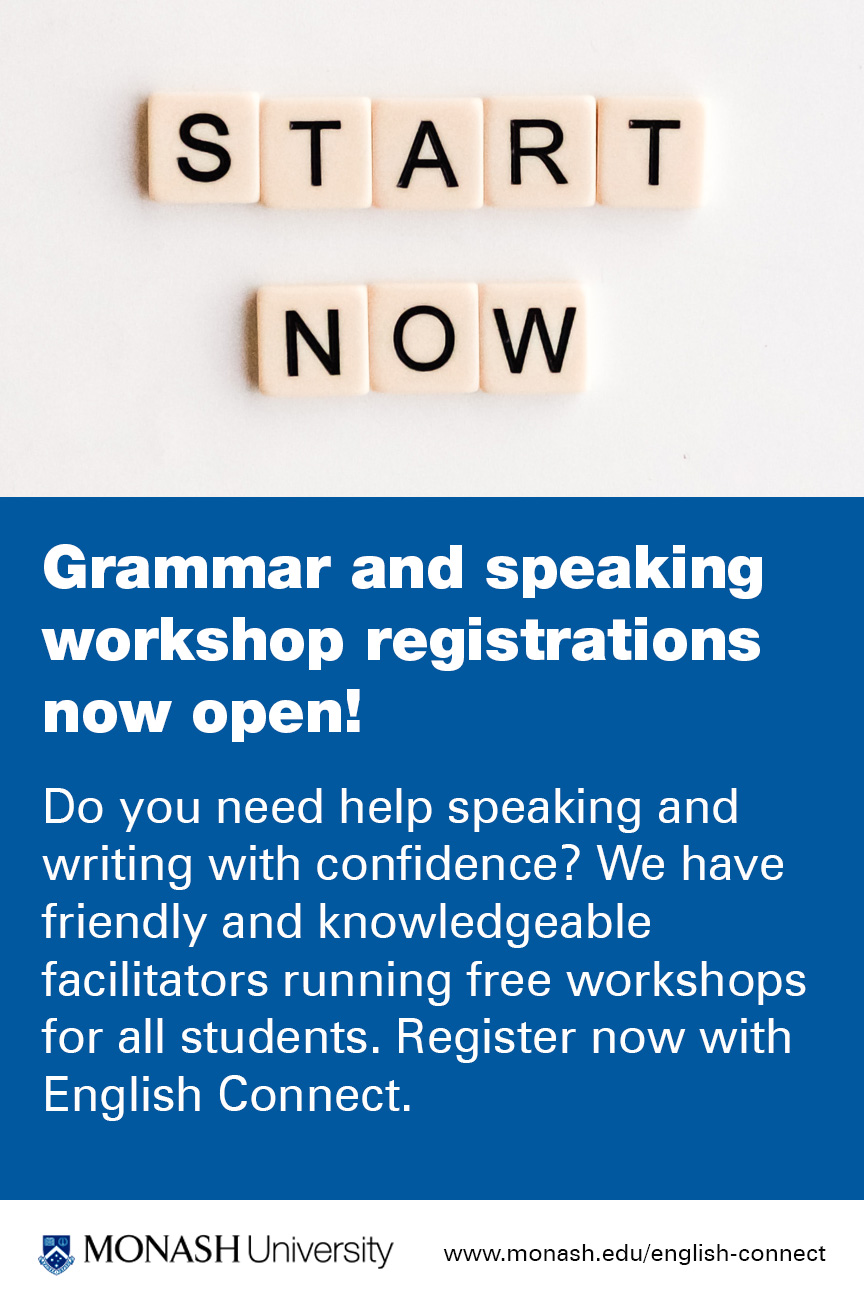 START
NOW
Grammar and speaking
workshop registrations
now open!
Do you need help speaking and
writing with confidence? We have
friendly and knowledgeable
facilitators running free workshops
for all students. Register now with
English Connect.
MONASH University
www.monash.edu/english-connect